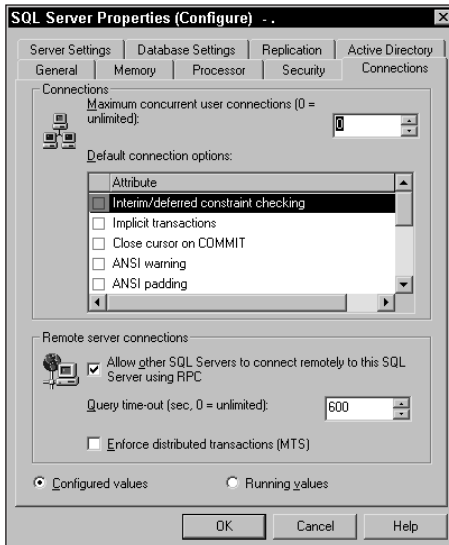 SQL Server Properties (Configure) - .
Server Settings Database Settings Replication Active Directory
General Memory Processor Security Connections
Connections
Maximum concurrent user connections (0 =
unlimited):
0
Default connection options:
Attribute
Interim/deferred constraint checking
Implicit transactions
Close cursor on COMMIT
ANSI warning
ANSI padding
Remote server connections
Allow other SQL Servers to connect remotely to this SQL
Server using RPC
Query time-out (sec, 0 = unlimited): 600
Enforce distributed transactions (MTS)
Configured values Running values
OK Cancel Help